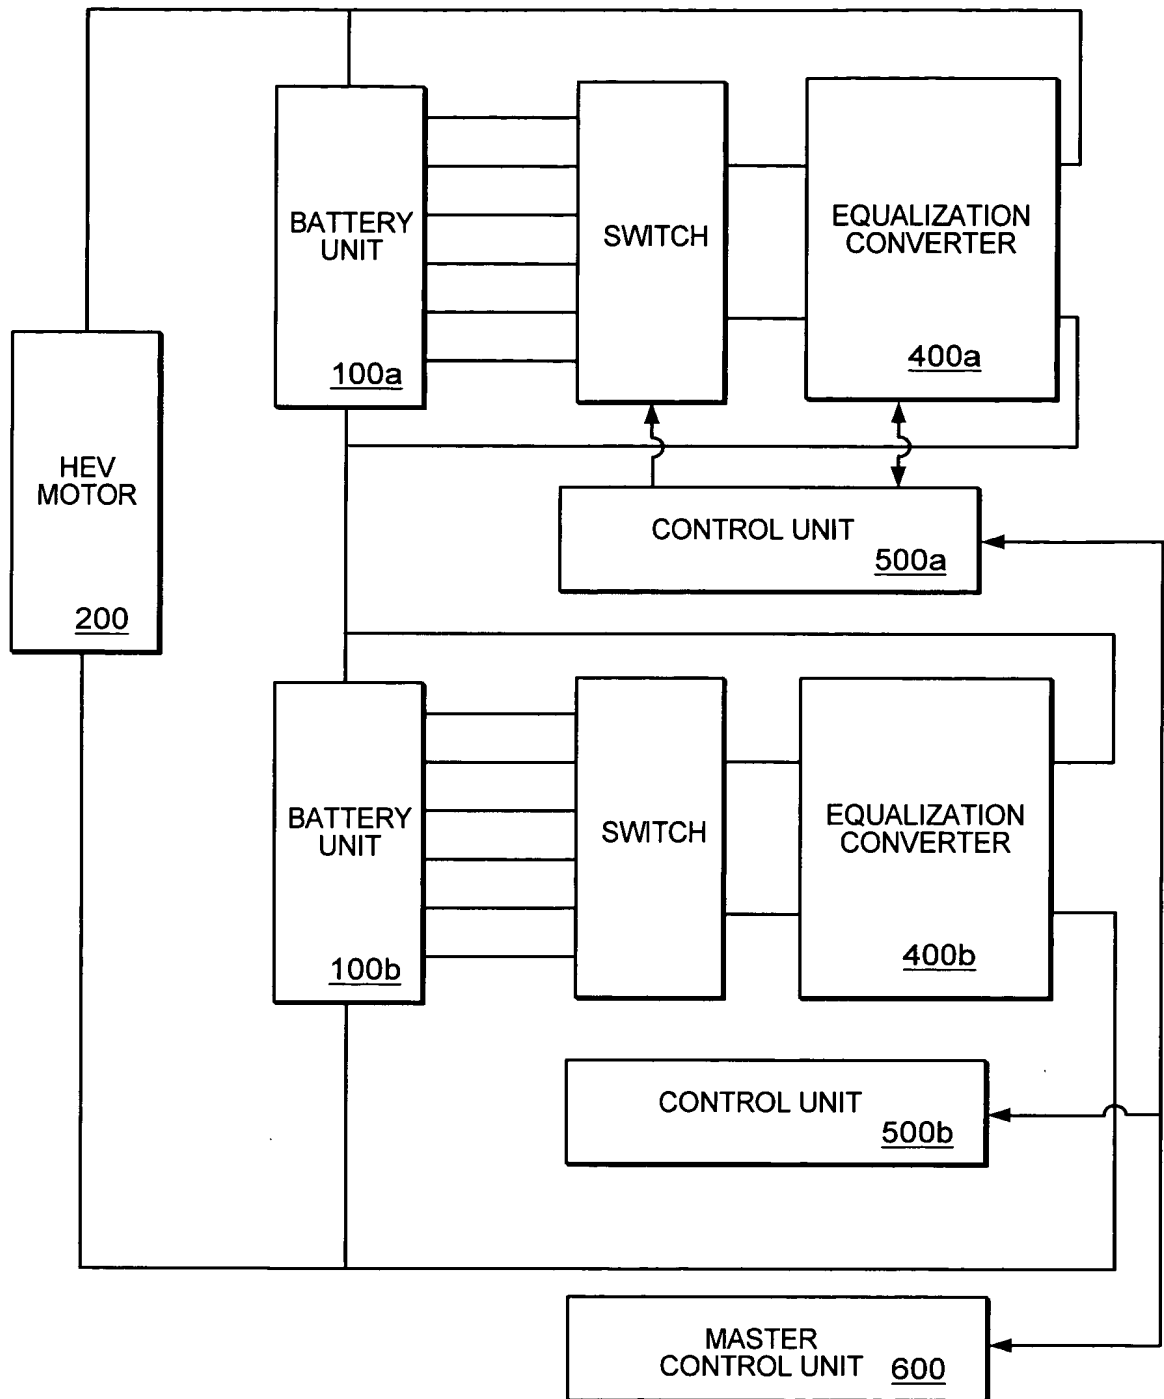 BATTERY
UNIT
100a
SWITCH
EQUALIZATION
CONVERTER
400a
HEV
MOTOR
200
CONTROL UNIT
500a
BATTERY
UNIT
100b
SWITCH
EQUALIZATION
CONVERTER
400b
CONTROL UNIT
500b
MASTER
CONTROL UNIT 600